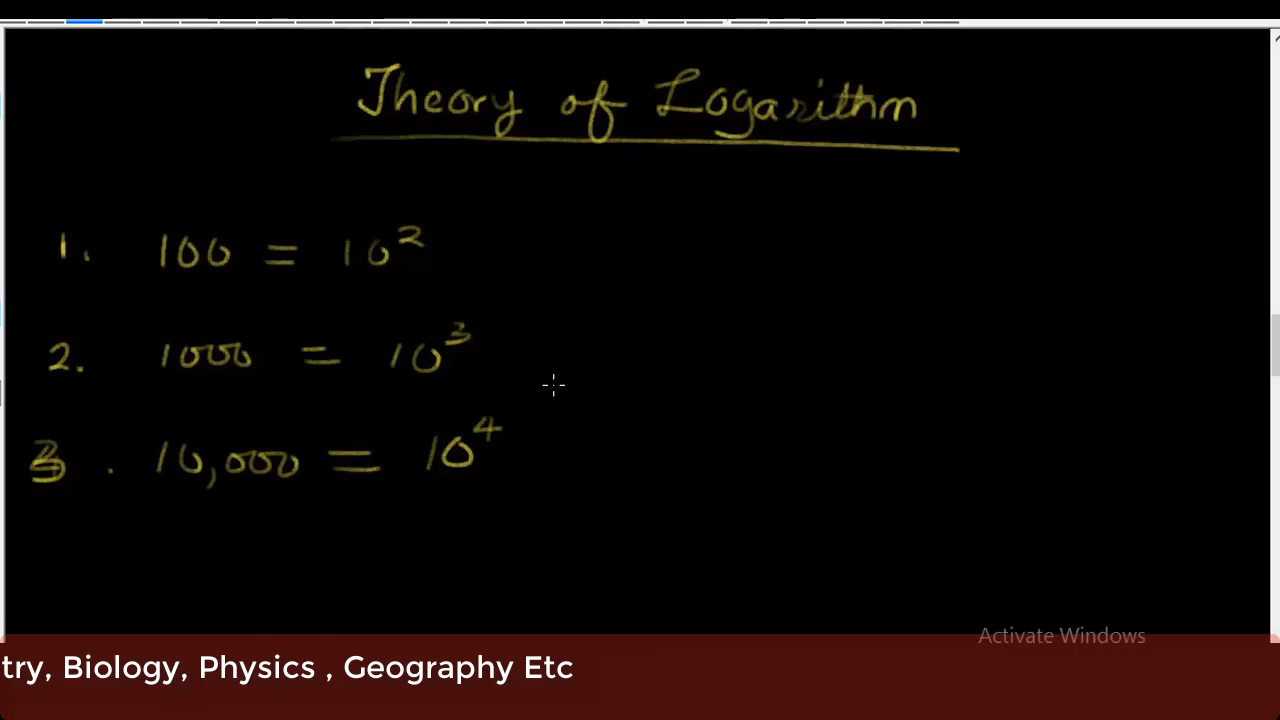 Theory of Logarithm
1. 100 = 10²
2. 1000 = 10³
3. 10,000 = 10⁴
Activate Windows
try, Biology, Physics , Geography Etc